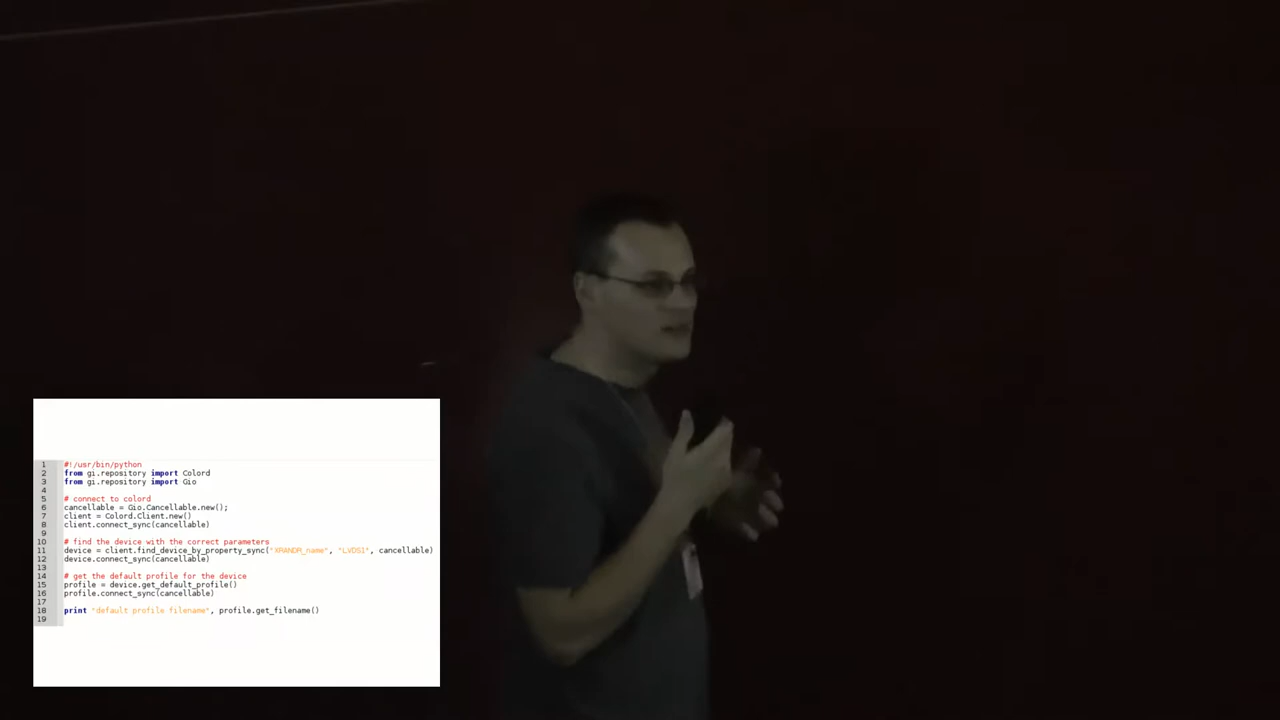 1 #!/usr/bin/python
2 from gi.repository import Colord
3 from gi.repository import Gio
4
5 # connect to colord
6 cancellable = Gio.Cancellable.new();
7 client = Colord.Client.new()
8 client.connect_sync(cancellable)
9
10 # find the device with the correct parameters
11 device = client.find_device_by_property_sync("XRANDR_name", "LVDS1", cancellable)
12 device.connect_sync(cancellable)
13
14 # get the default profile for the device
15 profile = device.get_default_profile()
16 profile.connect_sync(cancellable)
17
18 print "default profile filename", profile.get_filename()
19